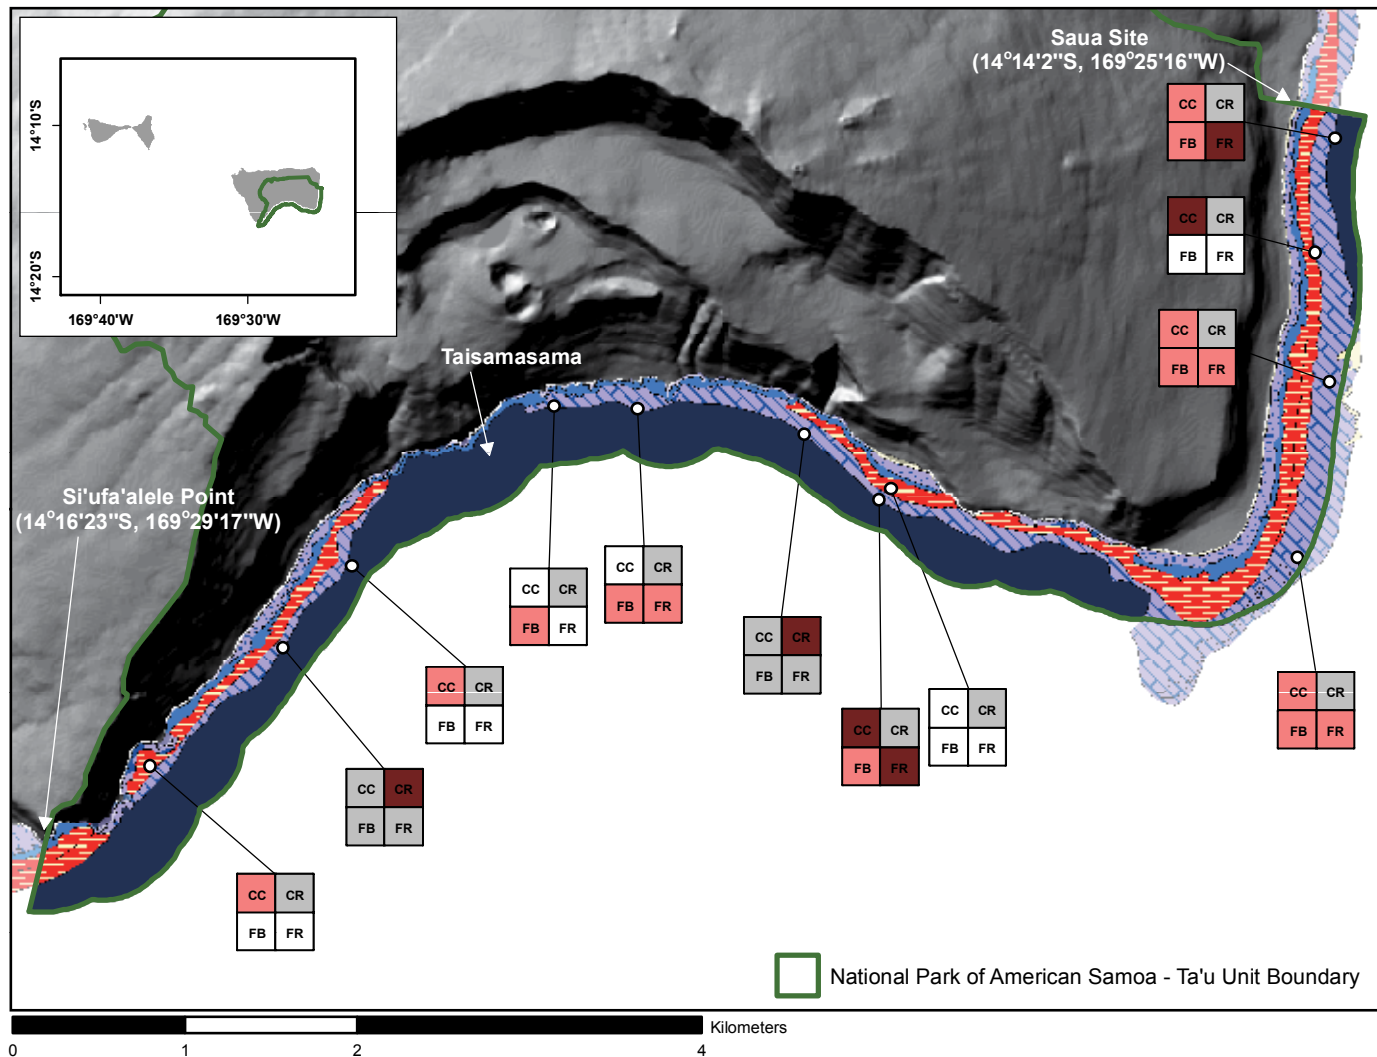 Saua Site
(14°14'2"S, 169°25'16"W)
14°10'S
14°20'S
169°40'W
169°30'W
Taisamasama
Si'ufa'alele Point
(14°16'23"S, 169°29'17"W)
CC CR
FB FR
CC CR
FB FR
CC CR
FB FR
CC CR
FB FR
CC CR
FB FR
CC CR
FB FR
CC CR
FB FR
CC CR
FB FR
CC CR
FB FR
CC CR
FB FR
CC CR
FB FR
CC CR
FB FR
National Park of American Samoa - Ta'u Unit Boundary
Kilometers
0 1 2 4